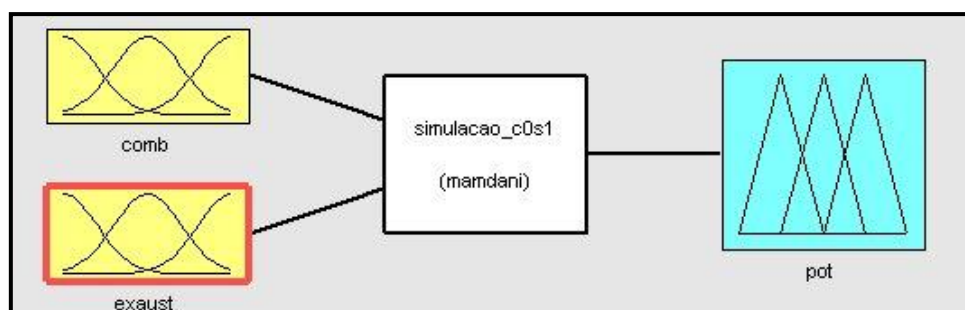 comb
simulacao_c0s1
(mamdani)
exaust
pot